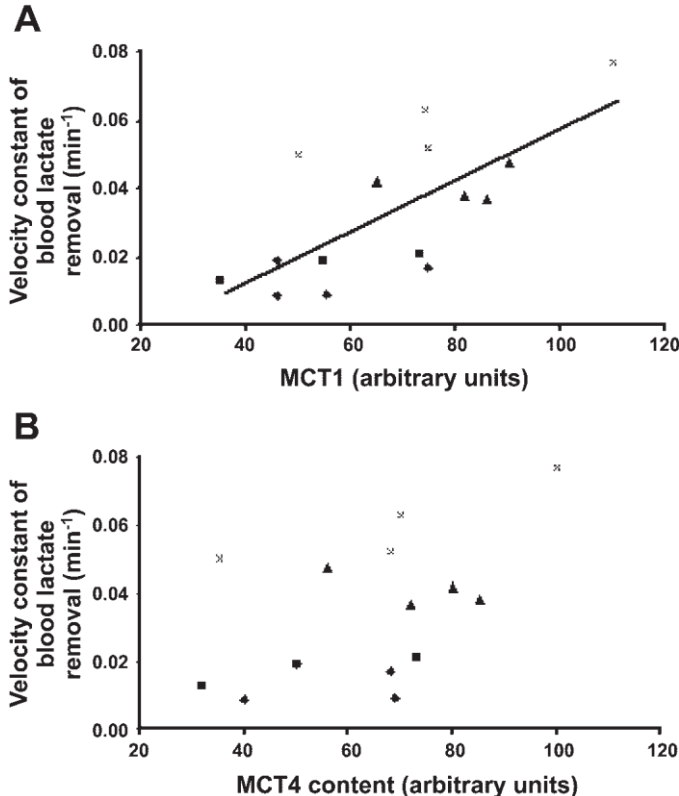 A
Velocity constant of
blood lactate
removal (min-1)
0.08
0.06
0.04
0.02
0.00
20 40 60 80 100 120
MCT1 (arbitrary units)
B
Velocity constant of
blood lactate
removal (min-1)
0.08
0.06
0.04
0.02
0.00
20 40 60 80 100 120
MCT4 content (arbitrary units)